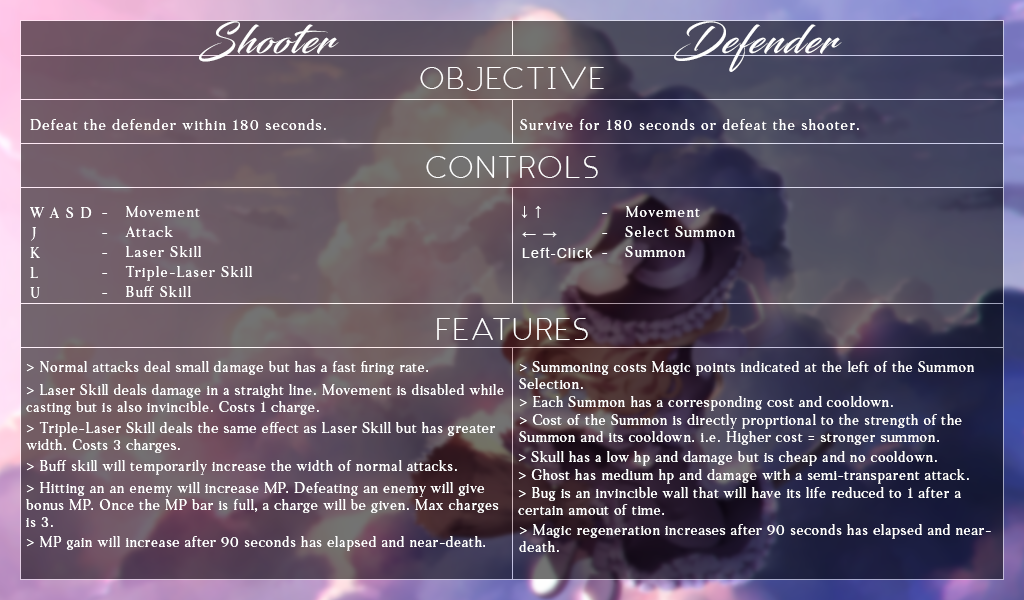 Shooter Defender
OBJECTIVE
Defeat the defender within 180 seconds.
Survive for 180 seconds or defeat the shooter.
CONTROLS
W A S D - Movement
J - Attack
K - Laser Skill
L - Triple-Laser Skill
U - Buff Skill
↓ ↑ - Movement
← → - Select Summon
Left-Click - Summon
FEATURES
> Normal attacks deal small damage but has a fast firing rate.
> Laser Skill deals damage in a straight line. Movement is disabled while
casting but is also invincible. Costs 1 charge.
> Triple-Laser Skill deals the same effect as Laser Skill but has greater
width. Costs 3 charges.
> Buff skill will temporarily increase the width of normal attacks.
> Hitting an an enemy will increase MP. Defeating an enemy will give
bonus MP. Once the MP bar is full, a charge will be given. Max charges
is 3.
> MP gain will increase after 90 seconds has elapsed and near-death.
> Summoning costs Magic points indicated at the left of the Summon
Selection.
> Each Summon has a corresponding cost and cooldown.
> Cost of the Summon is directly proprtional to the strength of the
Summon and its cooldown. i.e. Higher cost = stronger summon.
> Skull has a low hp and damage but is cheap and no cooldown.
> Ghost has medium hp and damage with a semi-transparent attack.
> Bug is an invincible wall that will have its life reduced to 1 after a
certain amout of time.
> Magic regeneration increases after 90 seconds has elapsed and near-
death.